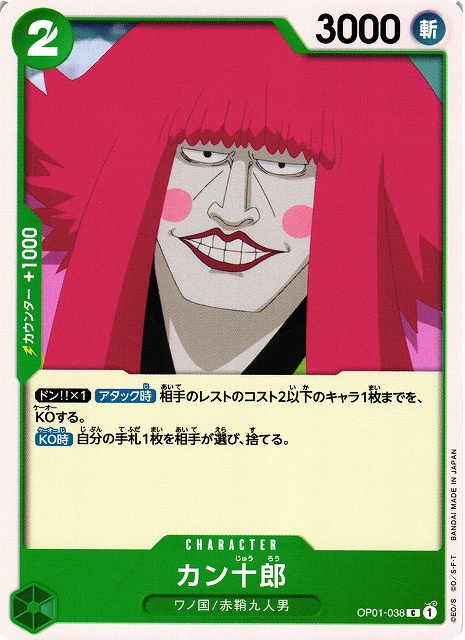 2
3000
斬
カウンター +1000
ドン!!×1 アタック時 相手のレストのコスト2以下のキャラ1枚までを、
KOする。
KO時 自分の手札1枚を相手が選び、捨てる。
CHARACTER
カン十郎
ワノ国/赤鞘九人男
OP01-038 C 1
©EO/S ©O/S・F・T BANDAI MADE IN JAPAN